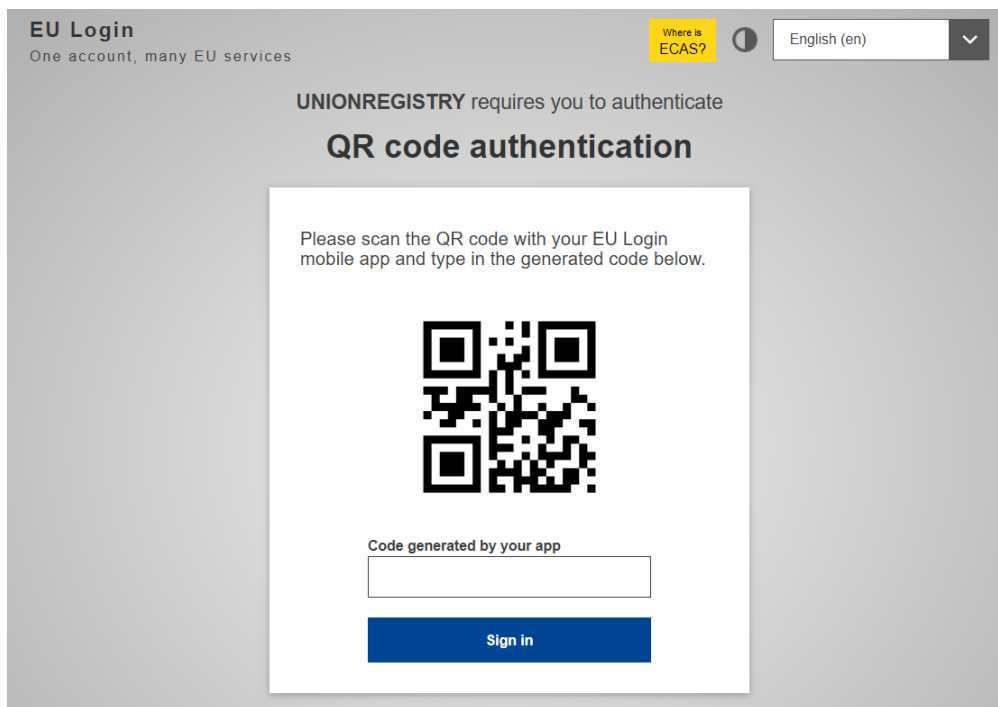 EU Login
One account, many EU services
Where is
ECAS?
English (en)
UNIONREGISTRY requires you to authenticate
QR code authentication
Please scan the QR code with your EU Login
mobile app and type in the generated code below.
Code generated by your app
Sign in